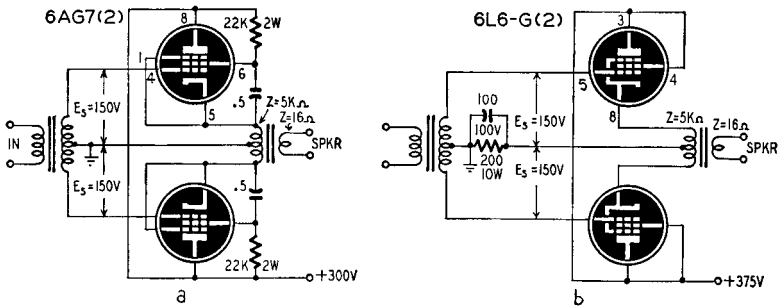 6AG7(2)
8
22K
2W
1
4
6
.5
5
Z=5KΩ
Z=16Ω
Es=150V
IN
SPKR
Es=150V
.5
22K
2W
+300V
a
6L6-G(2)
3
5
4
100
100V
8
Es=150V
Z=5KΩ
Z=16Ω
SPKR
200
10W
Es=150V
+375V
b